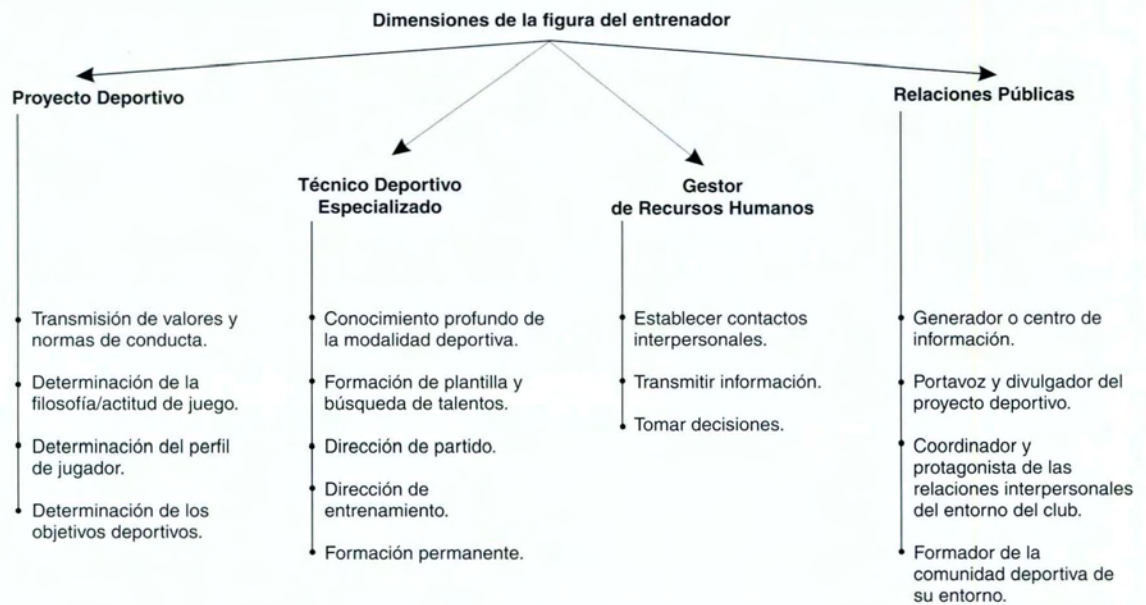 Dimensiones de la figura del entrenador
Proyecto Deportivo
Transmisión de valores y
normas de conducta.
Determinación de la
filosofía/actitud de juego.
Determinación del perfil
de jugador.
Determinación de los
objetivos deportivos.
Técnico Deportivo
Especializado
Conocimiento profundo de
la modalidad deportiva.
Formación de plantilla y
búsqueda de talentos.
Dirección de partido.
Dirección de
entrenamiento.
Formación permanente.
Gestor
de Recursos Humanos
Establecer contactos
interpersonales.
Transmitir información.
Tomar decisiones.
Relaciones Públicas
Generador o centro de
información.
Portavoz y divulgador del
proyecto deportivo.
Coordinador y
protagonista de las
relaciones interpersonales
del entorno del club.
Formador de la
comunidad deportiva de
su entorno.